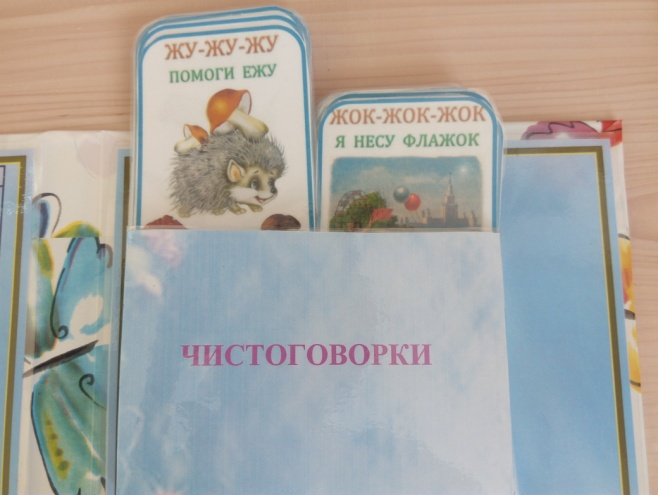 ЖУ-ЖУ-ЖУ
ПОМОГИ ЕЖУ
ЖОК-ЖОК-ЖОК
Я НЕСУ ФЛАЖОК
ЧИСТОГОВОРКИ